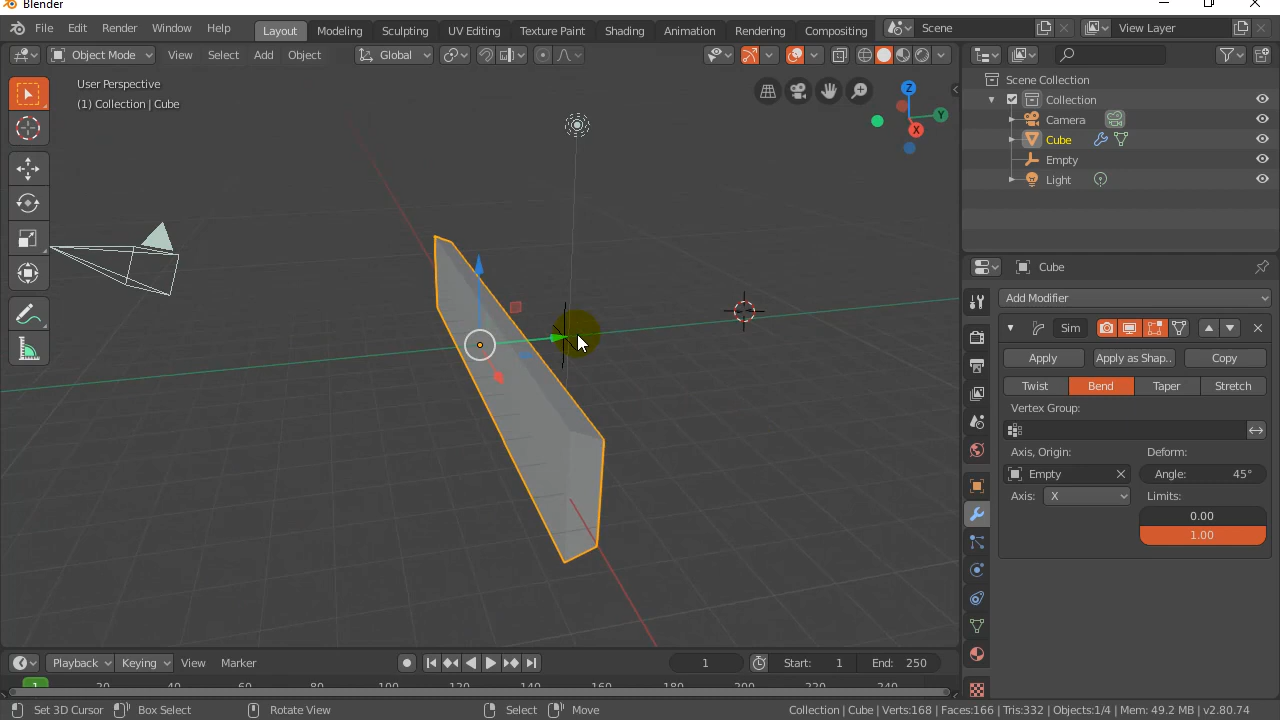 Blender
File Edit Render Window Help Layout Modeling Sculpting UV Editing Texture Paint Shading Animation Rendering Compositing Scene View Layer
Object Mode View Select Add Object Global
User Perspective
(1) Collection | Cube
Z
Y
X
Scene Collection
Collection
Camera
Cube
Empty
Light
Cube
Add Modifier
Sim
Apply Apply as Shap.. Copy
Twist Bend Taper Stretch
Vertex Group:
Axis, Origin: Deform:
Empty Angle: 45°
Axis: X Limits:
0.00
1.00
Playback Keying View Marker 1 Start: 1 End: 250
1 20 40 60 80 100 120 140 160 180 200 220 240
Set 3D Cursor Box Select Rotate View Select Move Collection | Cube | Verts:168 | Faces:166 | Tris:332 | Objects:1/4 | Mem: 49.2 MB | v2.80.74